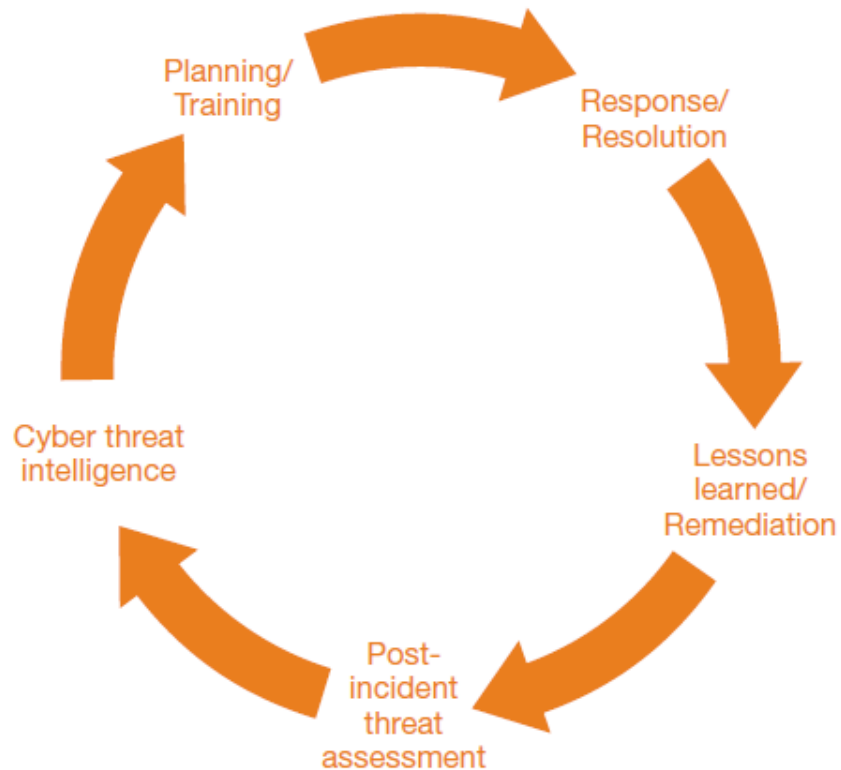 Planning/
Training
Response/
Resolution
Lessons
learned/
Remediation
Post-
incident
threat
assessment
Cyber threat
intelligence